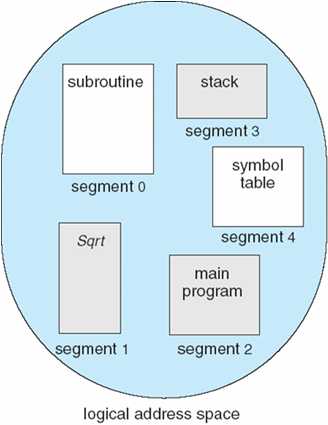 subroutine
stack
segment 3
segment 0
symbol
table
segment 4
Sqrt
main
program
segment 1
segment 2
logical address space